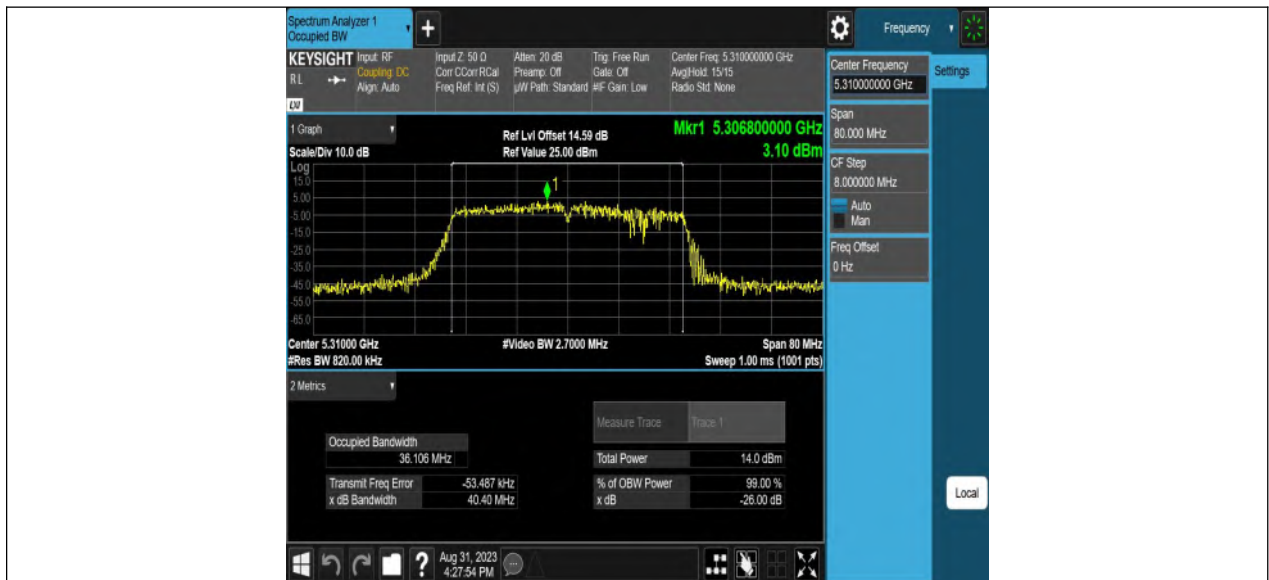 Spectrum Analyzer 1
Occupied BW
+
Frequency
KEYSIGHT Input: RF Input Z: 50 Ω Atten: 20 dB Trig: Free Run Center Freq: 5.310000000 GHz
RL Coupling: DC Corr CCorr RCal Preamp: Off Gate: Off Avg|Hold: 15/15
Align: Auto Freq Ref: Int (S) µW Path: Standard #IF Gain: Low Radio Std: None
LXI
Center Frequency
5.310000000 GHz
Settings
Span
80.000 MHz
CF Step
8.000000 MHz
Auto
Man
Freq Offset
0 Hz
Local
1 Graph
Ref Lvl Offset 14.59 dB
Mkr1 5.306800000 GHz
Scale/Div 10.0 dB
Ref Value 25.00 dBm
3.10 dBm
Log
15.0
5.00
-5.00
-15.0
-25.0
-35.0
-45.0
-55.0
-65.0
1
Center 5.31000 GHz
#Video BW 2.7000 MHz
Span 80 MHz
#Res BW 820.00 kHz
Sweep 1.00 ms (1001 pts)
2 Metrics
Measure Trace Trace 1
Occupied Bandwidth
36.106 MHz
Total Power 14.0 dBm
Transmit Freq Error -53.487 kHz
% of OBW Power 99.00 %
x dB Bandwidth 40.40 MHz
x dB -26.00 dB
?
Aug 31, 2023
4:27:54 PM